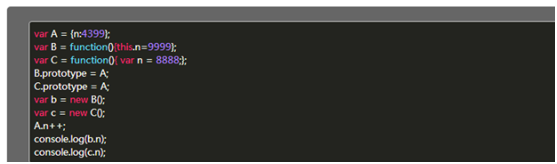 var A = {n:4399};
var B = function(){this.n=9999};
var C = function(){ var n = 8888;};
B.prototype = A;
C.prototype = A;
var b = new B();
var c = new C();
A.n++;
console.log(b.n);
console.log(c.n);